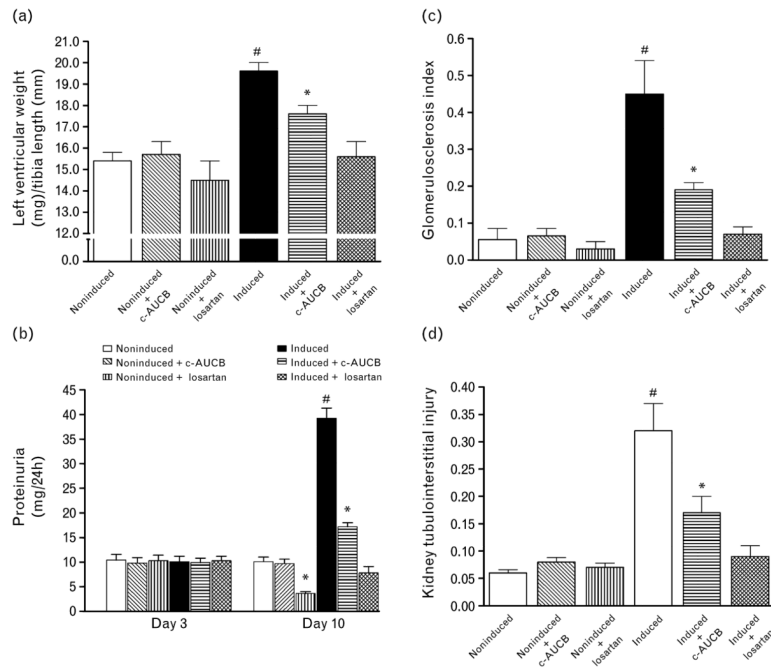 (a)
21.0
20.0
19.0
18.0
17.0
16.0
15.0
14.0
13.0
12.0
0.0
Left ventricular weight
(mg)/tibia length (mm)
#
*
Noninduced
Noninduced
+
c-AUCB
Noninduced
+
losartan
Induced
Induced
+
c-AUCB
Induced
+
losartan
(c)
0.6
0.5
0.4
0.3
0.2
0.1
0.0
Glomerulosclerosis index
#
*
Noninduced
Noninduced
+
c-AUCB
Noninduced
+
losartan
Induced
Induced
+
c-AUCB
Induced
+
losartan
(b)
Noninduced
Noninduced + c-AUCB
Noninduced + losartan
Induced
Induced + c-AUCB
Induced + losartan
45
40
35
30
25
20
15
10
5
0
Proteinuria
(mg/24h)
*
#
*
Day 3
Day 10
(d)
0.40
0.35
0.30
0.25
0.20
0.15
0.10
0.05
0.00
Kidney tubulointerstitial injury
#
*
Noninduced
Noninduced
+
c-AUCB
Noninduced
+
losartan
Induced
Induced
+
c-AUCB
Induced
+
losartan